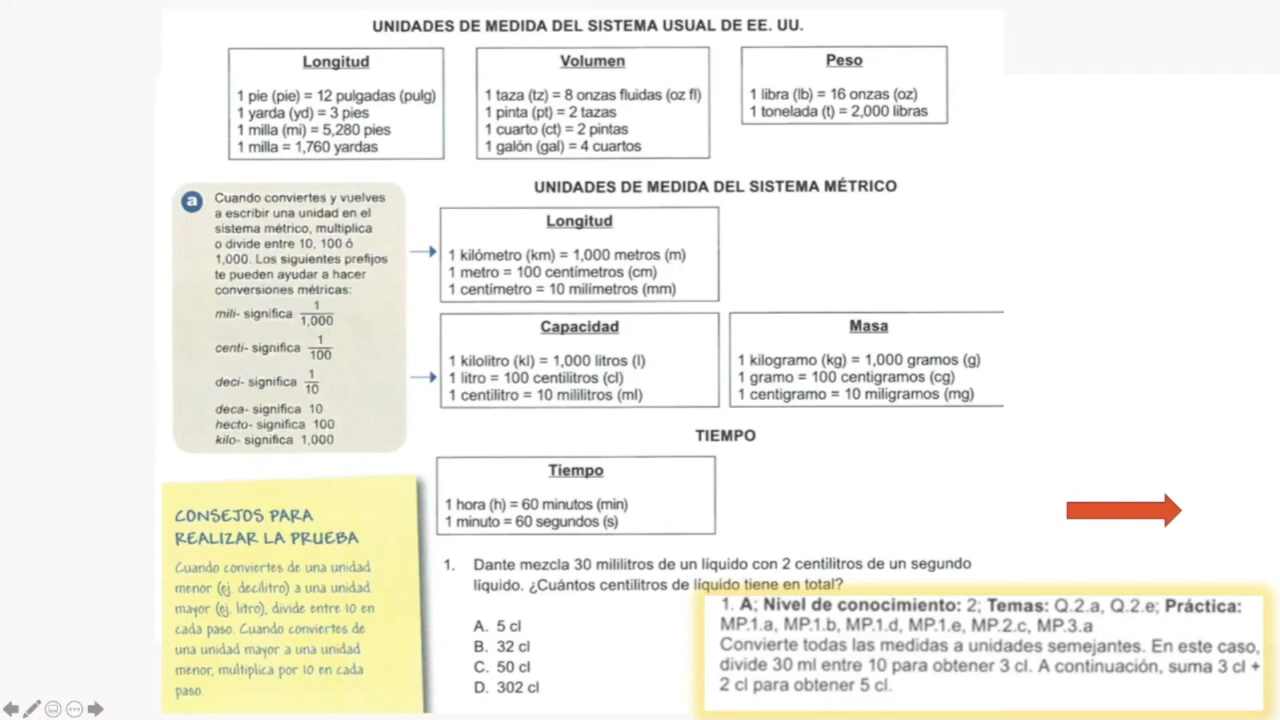 UNIDADES DE MEDIDA DEL SISTEMA USUAL DE EE. UU.
Longitud
1 pie (pie) = 12 pulgadas (pulg)
1 yarda (yd) = 3 pies
1 milla (mi) = 5,280 pies
1 milla = 1,760 yardas
Volumen
1 taza (tz) = 8 onzas fluidas (oz fl)
1 pinta (pt) = 2 tazas
1 cuarto (ct) = 2 pintas
1 galón (gal) = 4 cuartos
Peso
1 libra (lb) = 16 onzas (oz)
1 tonelada (t) = 2,000 libras
a
Cuando conviertes y vuelves
a escribir una unidad en el
sistema métrico, multiplica
o divide entre 10, 100 ó
1,000. Los siguientes prefijos
te pueden ayudar a hacer
conversiones métricas:
mili- significa 1/1,000
centi- significa 1/100
deci- significa 1/10
deca- significa 10
hecto- significa 100
kilo- significa 1,000
UNIDADES DE MEDIDA DEL SISTEMA MÉTRICO
Longitud
1 kilómetro (km) = 1,000 metros (m)
1 metro = 100 centímetros (cm)
1 centímetro = 10 milímetros (mm)
Capacidad
1 kilolitro (kl) = 1,000 litros (l)
1 litro = 100 centilitros (cl)
1 centilitro = 10 mililitros (ml)
Masa
1 kilogramo (kg) = 1,000 gramos (g)
1 gramo = 100 centigramos (cg)
1 centigramo = 10 miligramos (mg)
TIEMPO
Tiempo
1 hora (h) = 60 minutos (min)
1 minuto = 60 segundos (s)
CONSEJOS PARA
REALIZAR LA PRUEBA
Cuando conviertes de una unidad
menor (ej. decilitro) a una unidad
mayor (ej. litro), divide entre 10 en
cada paso. Cuando conviertes de
una unidad mayor a una unidad
menor, multiplica por 10 en cada
paso.
1. Dante mezcla 30 mililitros de un líquido con 2 centilitros de un segundo
líquido. ¿Cuántos centilitros de líquido tiene en total?
A. 5 cl
B. 32 cl
C. 50 cl
D. 302 cl
1. A; Nivel de conocimiento: 2; Temas: Q.2.a, Q.2.e; Práctica:
MP.1.a, MP.1.b, MP.1.d, MP.1.e, MP.2.c, MP.3.a
Convierte todas las medidas a unidades semejantes. En este caso,
divide 30 ml entre 10 para obtener 3 cl. A continuación, suma 3 cl +
2 cl para obtener 5 cl.